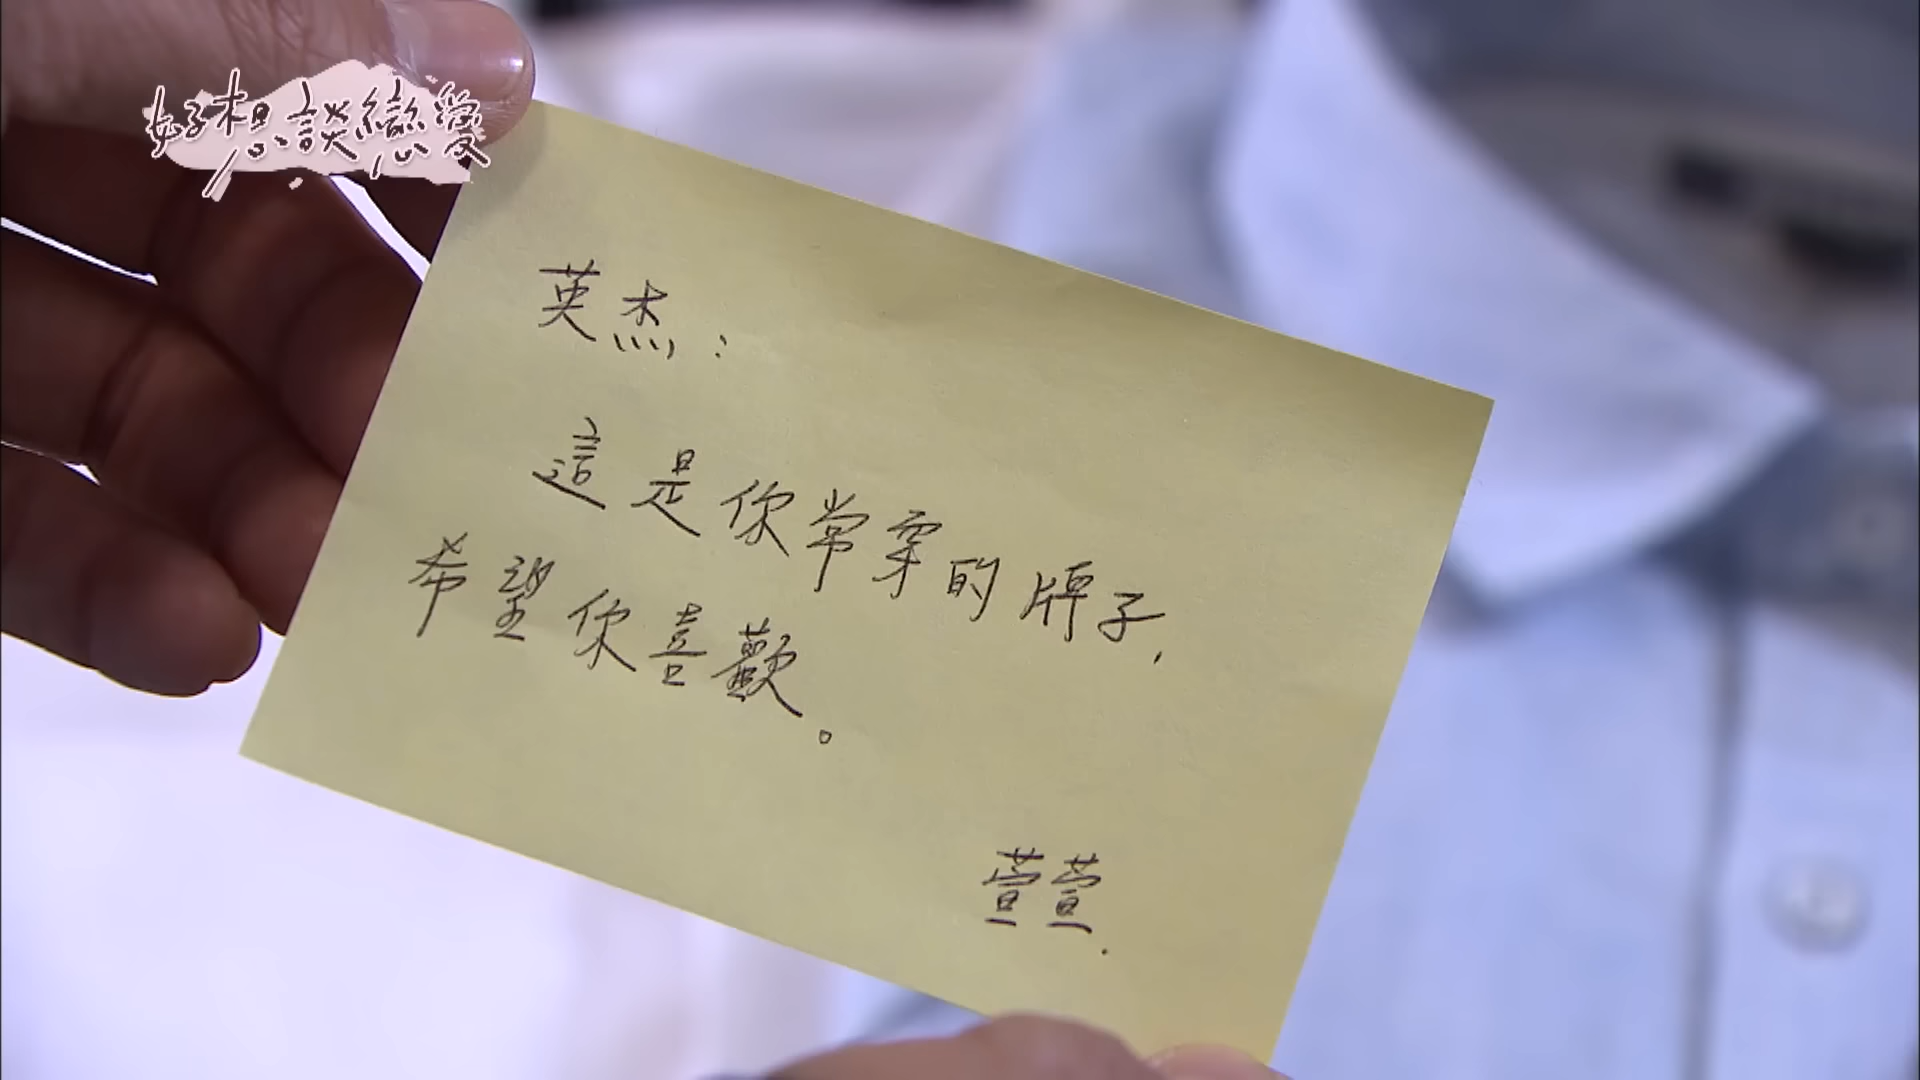 好想談戀愛
英杰：
這是你常穿的牌子,
希望你喜歡。
萱萱.